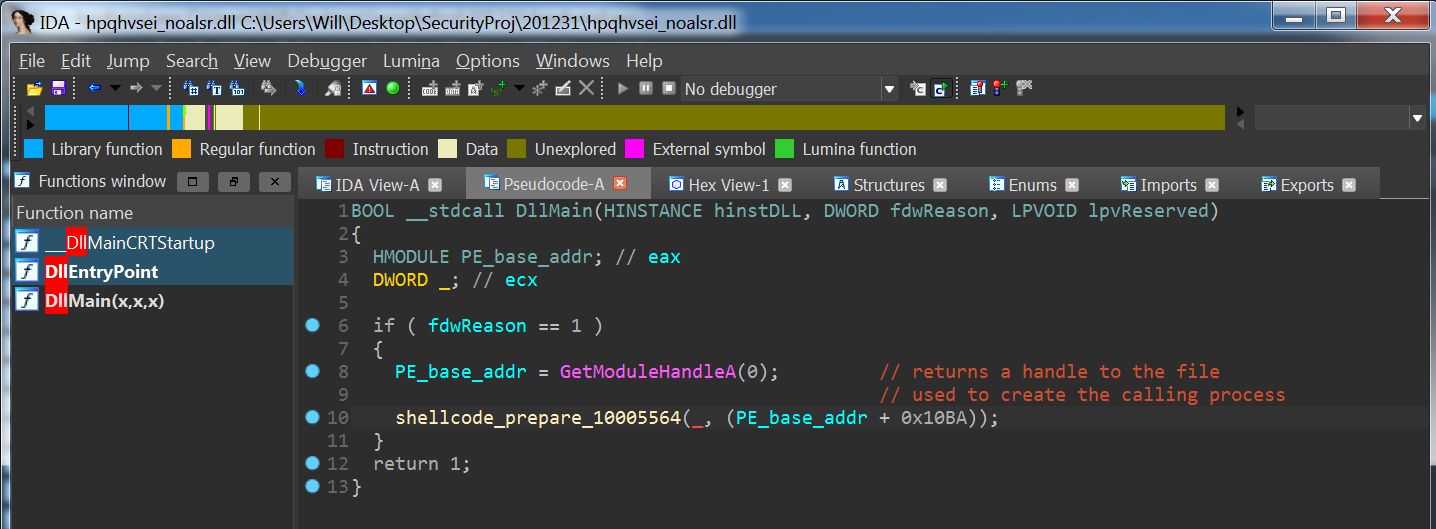 IDA - hpqhvsei_noalsr.dll C:\Users\Will\Desktop\SecurityProj\201231\hpqhvsei_noalsr.dll
File Edit Jump Search View Debugger Lumina Options Windows Help
No debugger
Library function Regular function Instruction Data Unexplored External symbol Lumina function
Functions window
IDA View-A Pseudocode-A Hex View-1 Structures Enums Imports Exports
Function name
___DllMainCRTStartup
DllEntryPoint
DllMain(x,x,x)
1 BOOL __stdcall DllMain(HINSTANCE hinstDLL, DWORD fdwReason, LPVOID lpvReserved)
2 {
3 HMODULE PE_base_addr; // eax
4 DWORD _; // ecx
5
6 if ( fdwReason == 1 )
7 {
8 PE_base_addr = GetModuleHandleA(0); // returns a handle to the file
9 // used to create the calling process
10 shellcode_prepare_10005564(_, (PE_base_addr + 0x10BA));
11 }
12 return 1;
13 }